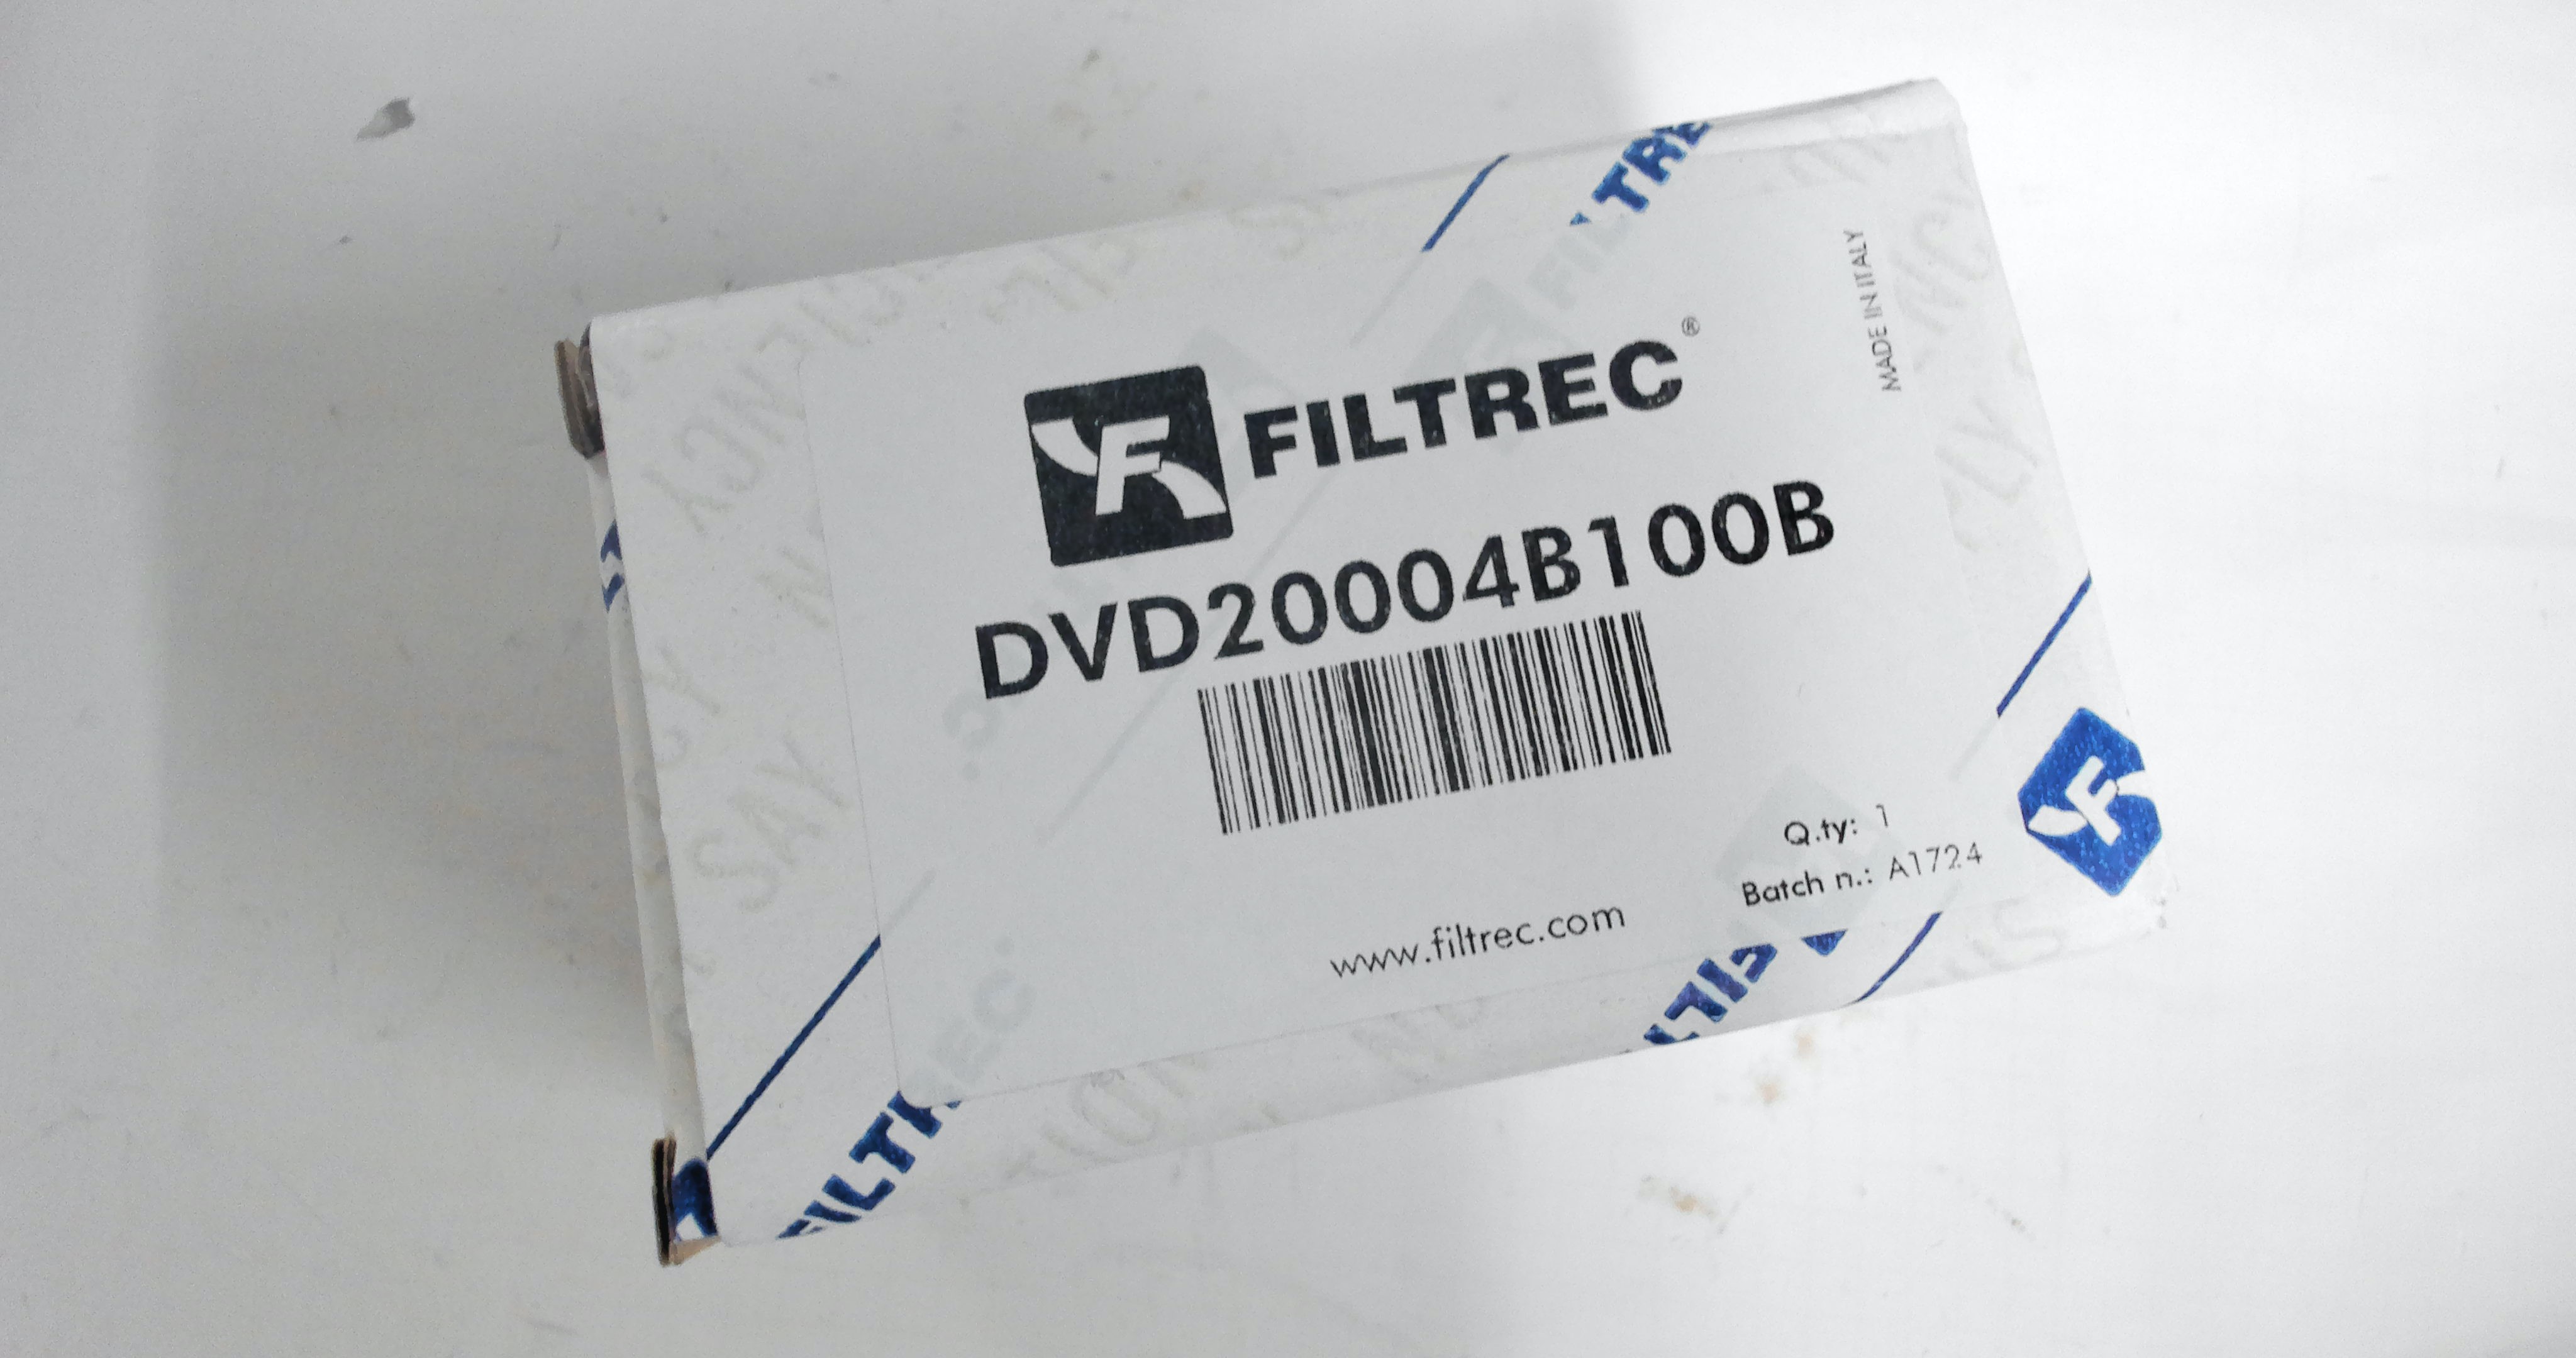 FILTREC®
MADE IN ITALY
DVD20004B100B
Q.ty: 1
Batch n.: A1724
www.filtrec.com